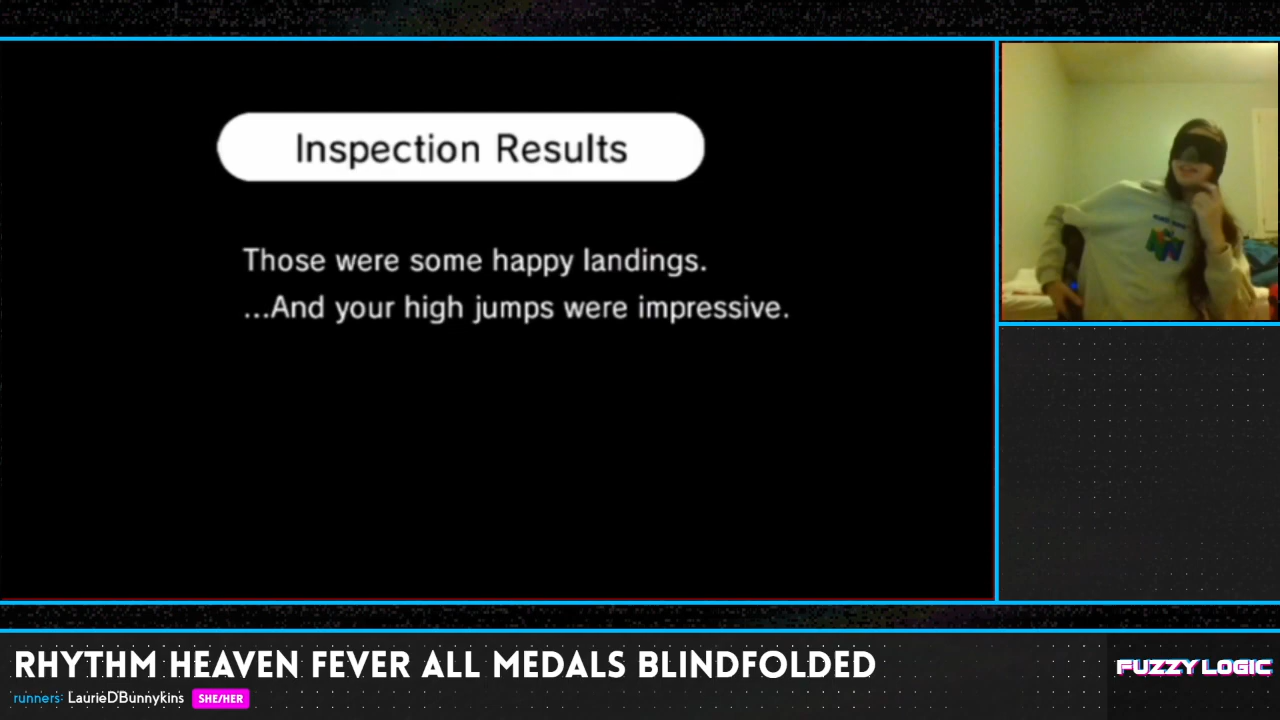 Inspection Results
Those were some happy landings.
...And your high jumps were impressive.
RHYTHM HEAVEN FEVER ALL MEDALS BLINDFOLDED
runners: LaurieDBunnykins SHE/HER
FUZZY LOGIC